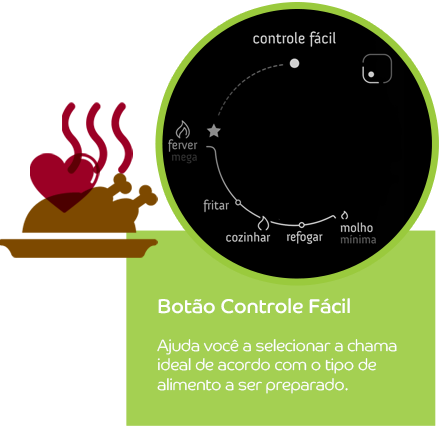 controle fácil
ferver
mega
fritar
cozinhar
refogar
molho
mínima
Botão Controle Fácil
Ajuda você a selecionar a chama
ideal de acordo com o tipo de
alimento a ser preparado.